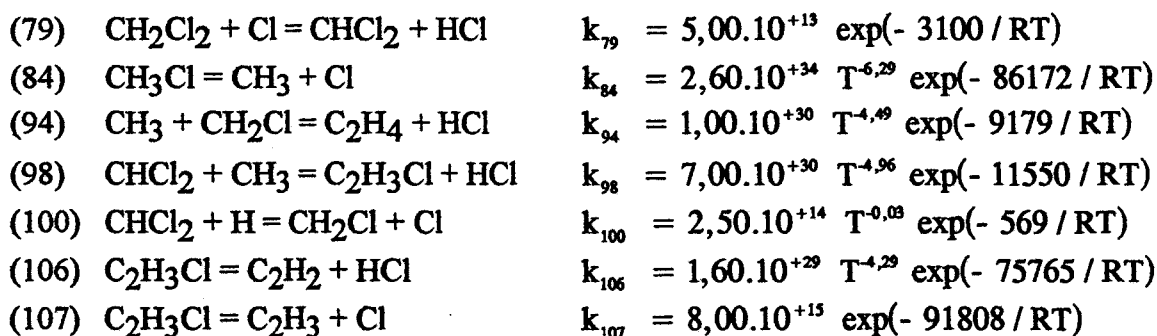 (79) CH₂Cl₂ + Cl = CHCl₂ + HCl k₇₉ = 5,00.10⁺¹³ exp(- 3100 / RT)
(84) CH₃Cl = CH₃ + Cl k₈₄ = 2,60.10⁺³⁴ T⁻⁶,²⁹ exp(- 86172 / RT)
(94) CH₃ + CH₂Cl = C₂H₄ + HCl k₉₄ = 1,00.10⁺³⁰ T⁻⁴,⁴⁹ exp(- 9179 / RT)
(98) CHCl₂ + CH₃ = C₂H₃Cl + HCl k₉₈ = 7,00.10⁺³⁰ T⁻⁴,⁹⁶ exp(- 11550 / RT)
(100) CHCl₂ + H = CH₂Cl + Cl k₁₀₀ = 2,50.10⁺¹⁴ T⁻⁰,⁰³ exp(- 569 / RT)
(106) C₂H₃Cl = C₂H₂ + HCl k₁₀₆ = 1,60.10⁺²⁹ T⁻⁴,²⁹ exp(- 75765 / RT)
(107) C₂H₃Cl = C₂H₃ + Cl k₁₀₇ = 8,00.10⁺¹⁵ exp(- 91808 / RT)